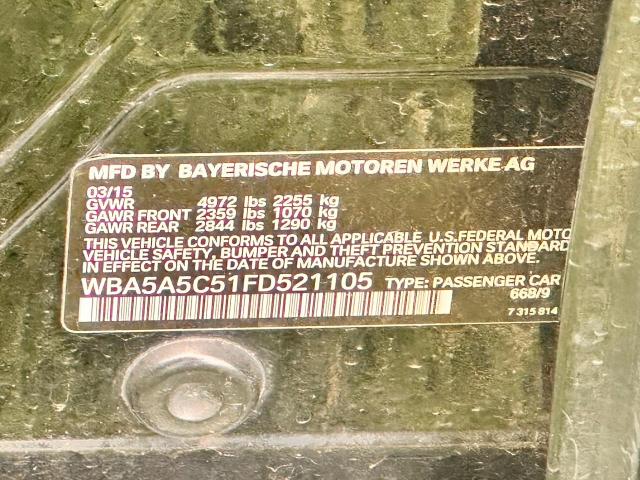 MFD BY BAYERISCHE MOTOREN WERKE AG
03/15
GVWR 4972 lbs 2255 kg
GAWR FRONT 2359 lbs 1070 kg
GAWR REAR 2844 lbs 1290 kg
THIS VEHICLE CONFORMS TO ALL APPLICABLE U.S.FEDERAL MOTO
VEHICLE SAFETY, BUMPER AND THEFT PREVENTION STANDARD
IN EFFECT ON THE DATE OF MANUFACTURE SHOWN ABOVE.
WBA5A5C51FD521105 TYPE: PASSENGER CAR
668/9
7 315 814